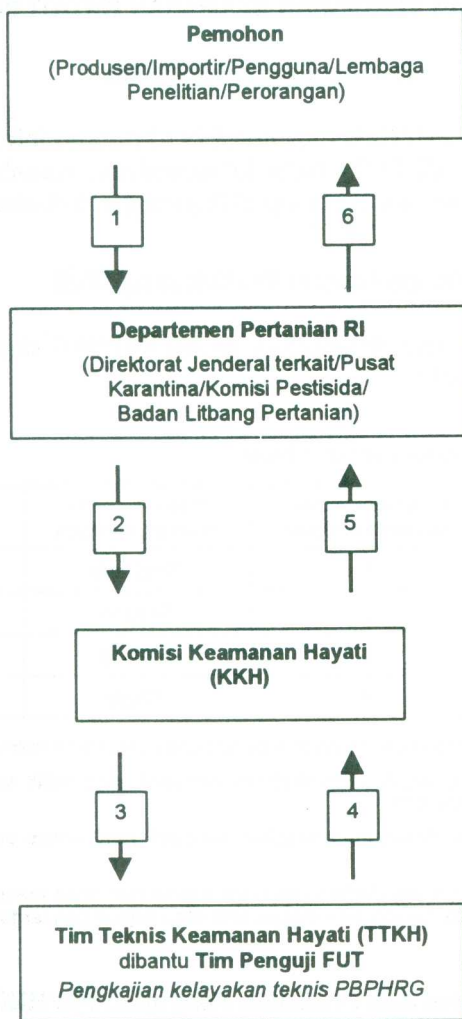 Pemohon
(Produsen/Importir/Pengguna/Lembaga
Penelitian/Perorangan)
1
6
Departemen Pertanian RI
(Direktorat Jenderal terkait/Pusat
Karantina/Komisi Pestisida/
Badan Litbang Pertanian)
2
5
Komisi Keamanan Hayati
(KKH)
3
4
Tim Teknis Keamanan Hayati (TTKH)
dibantu Tim Penguji FUT
Pengkajian kelayakan teknis PBPHRG